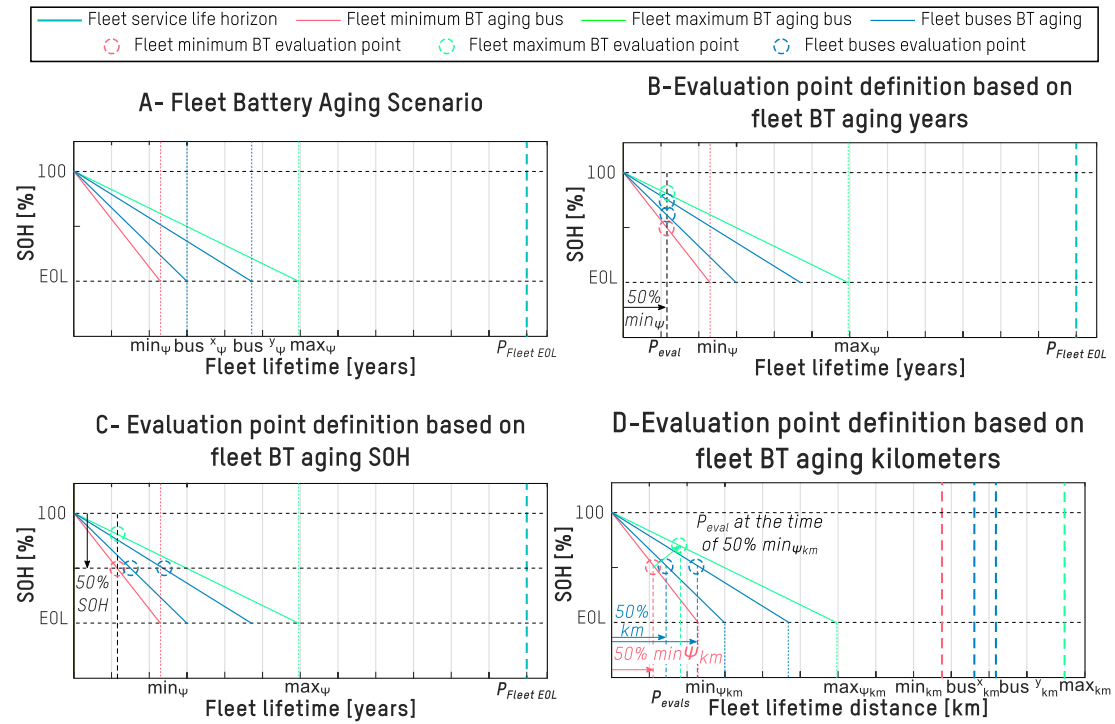 Fleet service life horizon Fleet minimum BT aging bus Fleet maximum BT aging bus Fleet buses BT aging
Fleet minimum BT evaluation point Fleet maximum BT evaluation point Fleet buses evaluation point
A- Fleet Battery Aging Scenario
SOH [%]
100
EOL
minΨ bus xΨ bus yΨ maxΨ
PFleet EOL
Fleet lifetime [years]
B-Evaluation point definition based on
fleet BT aging years
SOH [%]
100
EOL
50%
minΨ
Peval minΨ maxΨ PFleet EOL
Fleet lifetime [years]
C- Evaluation point definition based on
fleet BT aging SOH
SOH [%]
100
50%
SOH
EOL
minΨ maxΨ PFleet EOL
Fleet lifetime [years]
D-Evaluation point definition based on
fleet BT aging kilometers
SOH [%]
100
Peval at the time
of 50% minΨkm
EOL
50%
km
50% minΨkm
Pevals minΨkm maxΨkm minkm busxkm bus ykm maxkm
Fleet lifetime distance [km]